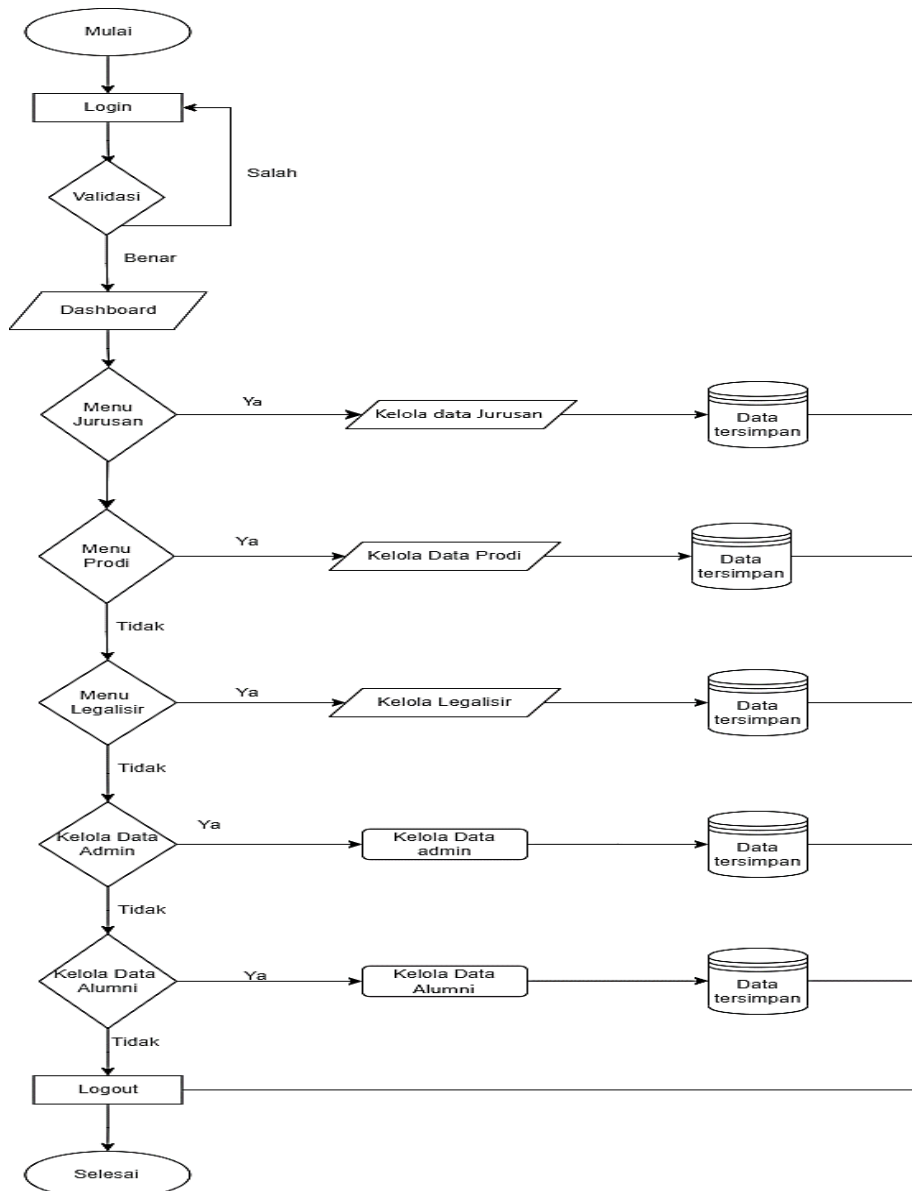 Mulai
Login
Salah
Validasi
Benar
Dashboard
Menu
Jurusan
Ya
Kelola data Jurusan
Data
tersimpan
Menu
Prodi
Ya
Kelola Data Prodi
Data
tersimpan
Tidak
Menu
Legalisir
Ya
Kelola Legalisir
Data
tersimpan
Tidak
Kelola Data
Admin
Ya
Kelola Data
admin
Data
tersimpan
Tidak
Kelola Data
Alumni
Ya
Kelola Data
Alumni
Data
tersimpan
Tidak
Logout
Selesai